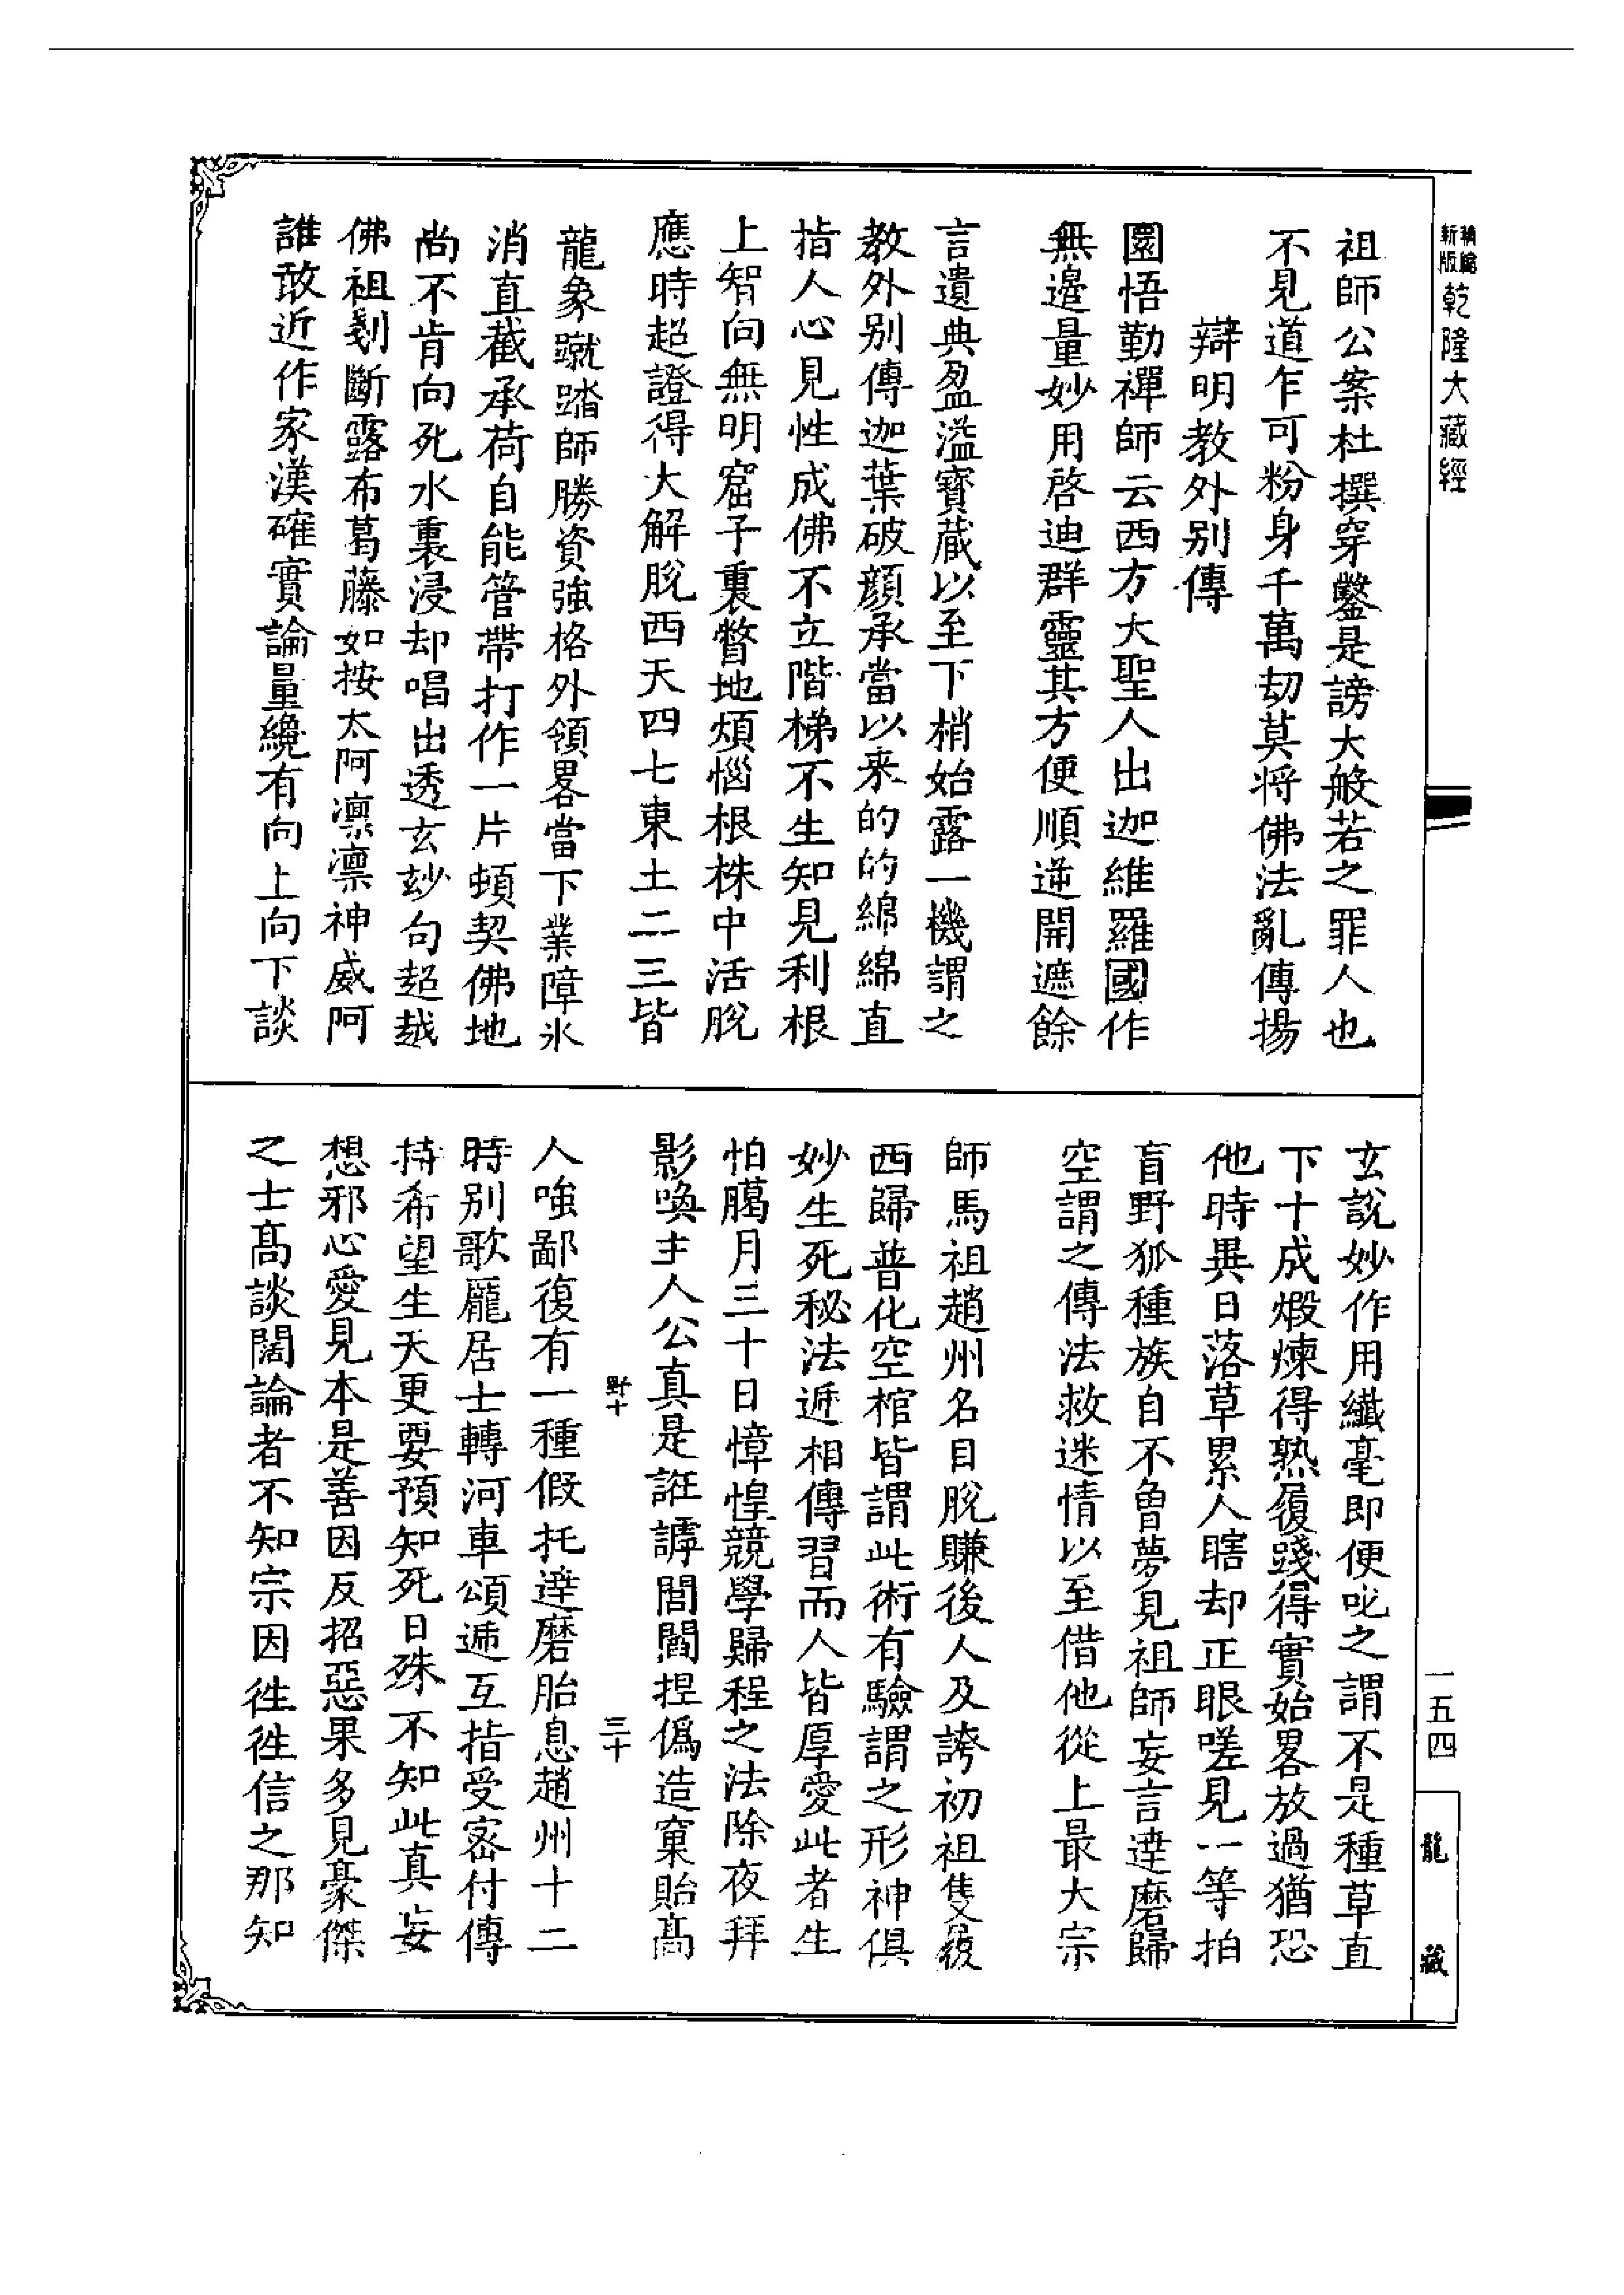 新版
精縮
乾隆大藏經
祖師公案杜撰穿鑿是謗大般若之罪人也
不見道乍可粉身千萬劫莫將佛法亂傳揚
辯明教外別傳
圜悟勤禪師云西方大聖人出迦維羅國作
無邊量妙用啓迪群靈其方便順逆開遮餘
言遺典盈溢寶藏以至下梢始露一機謂之
教外別傳迦葉破顏承當以來的的綿綿直
指人心見性成佛不立階梯不生知見利根
上智向無明窟子裏瞥地煩惱根株中活脫
應時超證得大解脫西天四七東土二三皆
龍象蹴踏師勝資強格外領畧當下業障氷
消直截承荷自能管帶打作一片頓契佛地
尚不肯向死水裏浸却唱出透玄玅句超越
佛祖剗斷露布葛藤如按太阿凛凛神威阿
誰敢近作家漢確實論量纔有向上向下談
玄說妙作用纖毫即便叱之謂不是種草直
下十成煅煉得熟履踐得實始畧放過猶恐
他時異日落草累人瞎却正眼嗟見一等拍
盲野狐種族自不曾夢見祖師妄言達磨歸
空謂之傳法救迷情以至借他從上最大宗
師馬祖趙州名目脫賺後人及誇初祖隻履
西歸普化空棺皆謂此術有驗謂之形神俱
妙生死秘法遞相傳習而人皆厚愛此者生
怕臈月三十日慞惶競學歸程之法除夜拜
影喚主人公真是誑謼閭閻揑僞造窠貽高
野十
三十
人嗤鄙復有一種假托達磨胎息趙州十二
時別歌龐居士轉河車頌遞互指受密付傳
持希望生天更要預知死日殊不知此真妄
想邪心愛見本是善因反招惡果多見豪傑
之士高談闊論者不知宗因徃徃信之那知
一五四
龍藏